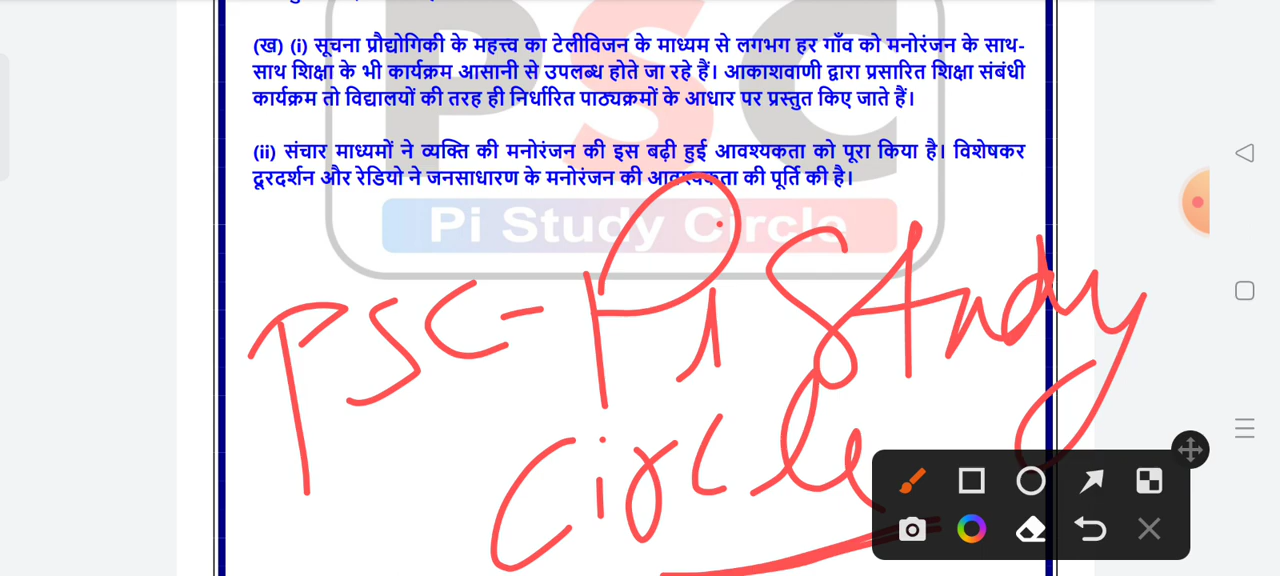 (ख) (i) सूचना प्रौद्योगिकी के महत्त्व का टेलीविजन के माध्यम से लगभग हर गाँव को मनोरंजन के साथ-
साथ शिक्षा के भी कार्यक्रम आसानी से उपलब्ध होते जा रहे हैं। आकाशवाणी द्वारा प्रसारित शिक्षा संबंधी
कार्यक्रम तो विद्यालयों की तरह ही निर्धारित पाठ्यक्रमों के आधार पर प्रस्तुत किए जाते हैं।
(ii) संचार माध्यमों ने व्यक्ति की मनोरंजन की इस बढ़ी हुई आवश्यकता को पूरा किया है। विशेषकर
दूरदर्शन और रेडियो ने जनसाधारण के मनोरंजन की आवश्यकता की पूर्ति की है।
PSC
Pi Study Circle
PSC - Pi Study
Circle